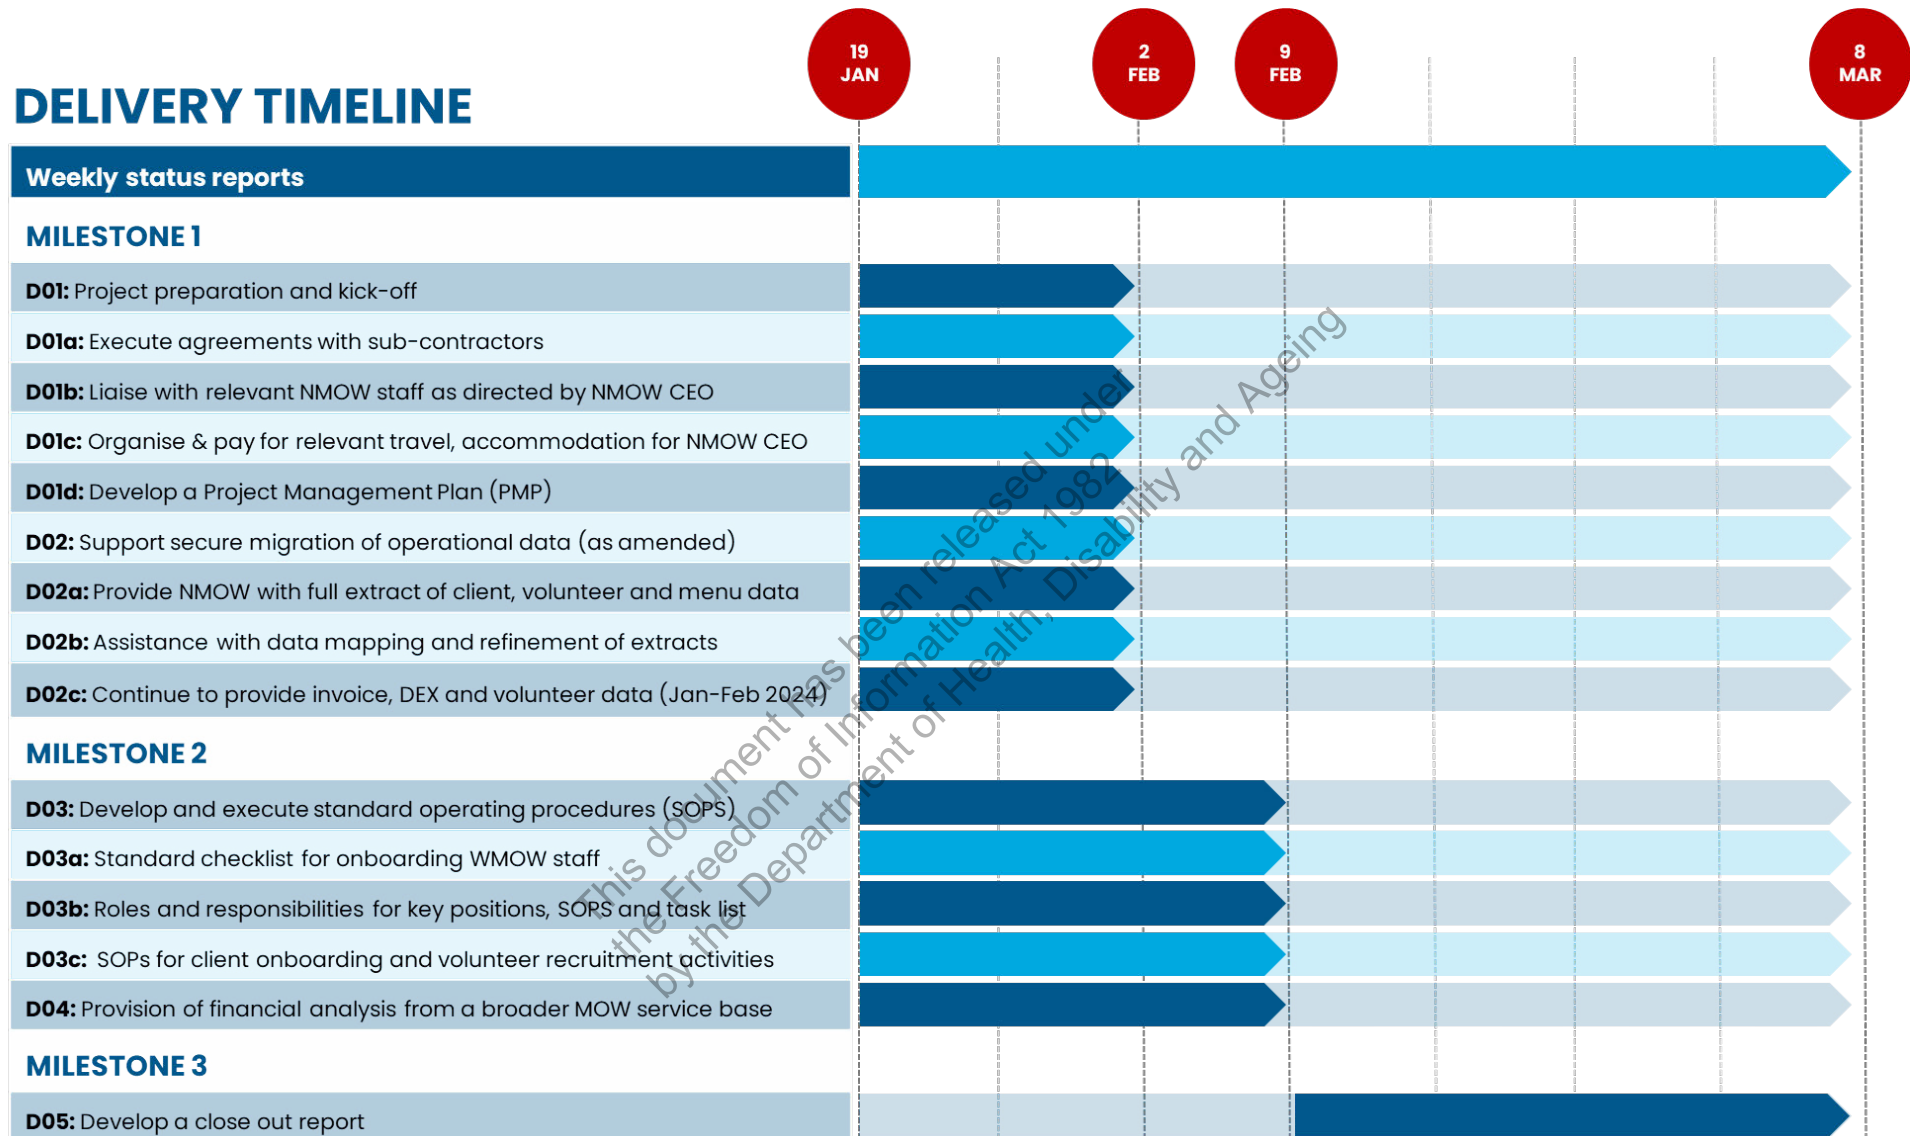 19
JAN
2
FEB
9
FEB
8
MAR
DELIVERY TIMELINE
Weekly status reports
MILESTONE 1
D01: Project preparation and kick-off
D01a: Execute agreements with sub-contractors
D01b: Liaise with relevant NMOW staff as directed by NMOW CEO
D01c: Organise & pay for relevant travel, accommodation for NMOW CEO
D01d: Develop a Project Management Plan (PMP)
D02: Support secure migration of operational data (as amended)
D02a: Provide NMOW with full extract of client, volunteer and menu data
D02b: Assistance with data mapping and refinement of extracts
D02c: Continue to provide invoice, DEX and volunteer data (Jan-Feb 2024)
MILESTONE 2
D03: Develop and execute standard operating procedures (SOPS)
D03a: Standard checklist for onboarding WMOW staff
D03b: Roles and responsibilities for key positions, SOPS and task list
D03c: SOPs for client onboarding and volunteer recruitment activities
D04: Provision of financial analysis from a broader MOW service base
MILESTONE 3
D05: Develop a close out report
This document has been released under
the Freedom of Information Act 1982
by the Department of Health, Disability and Ageing